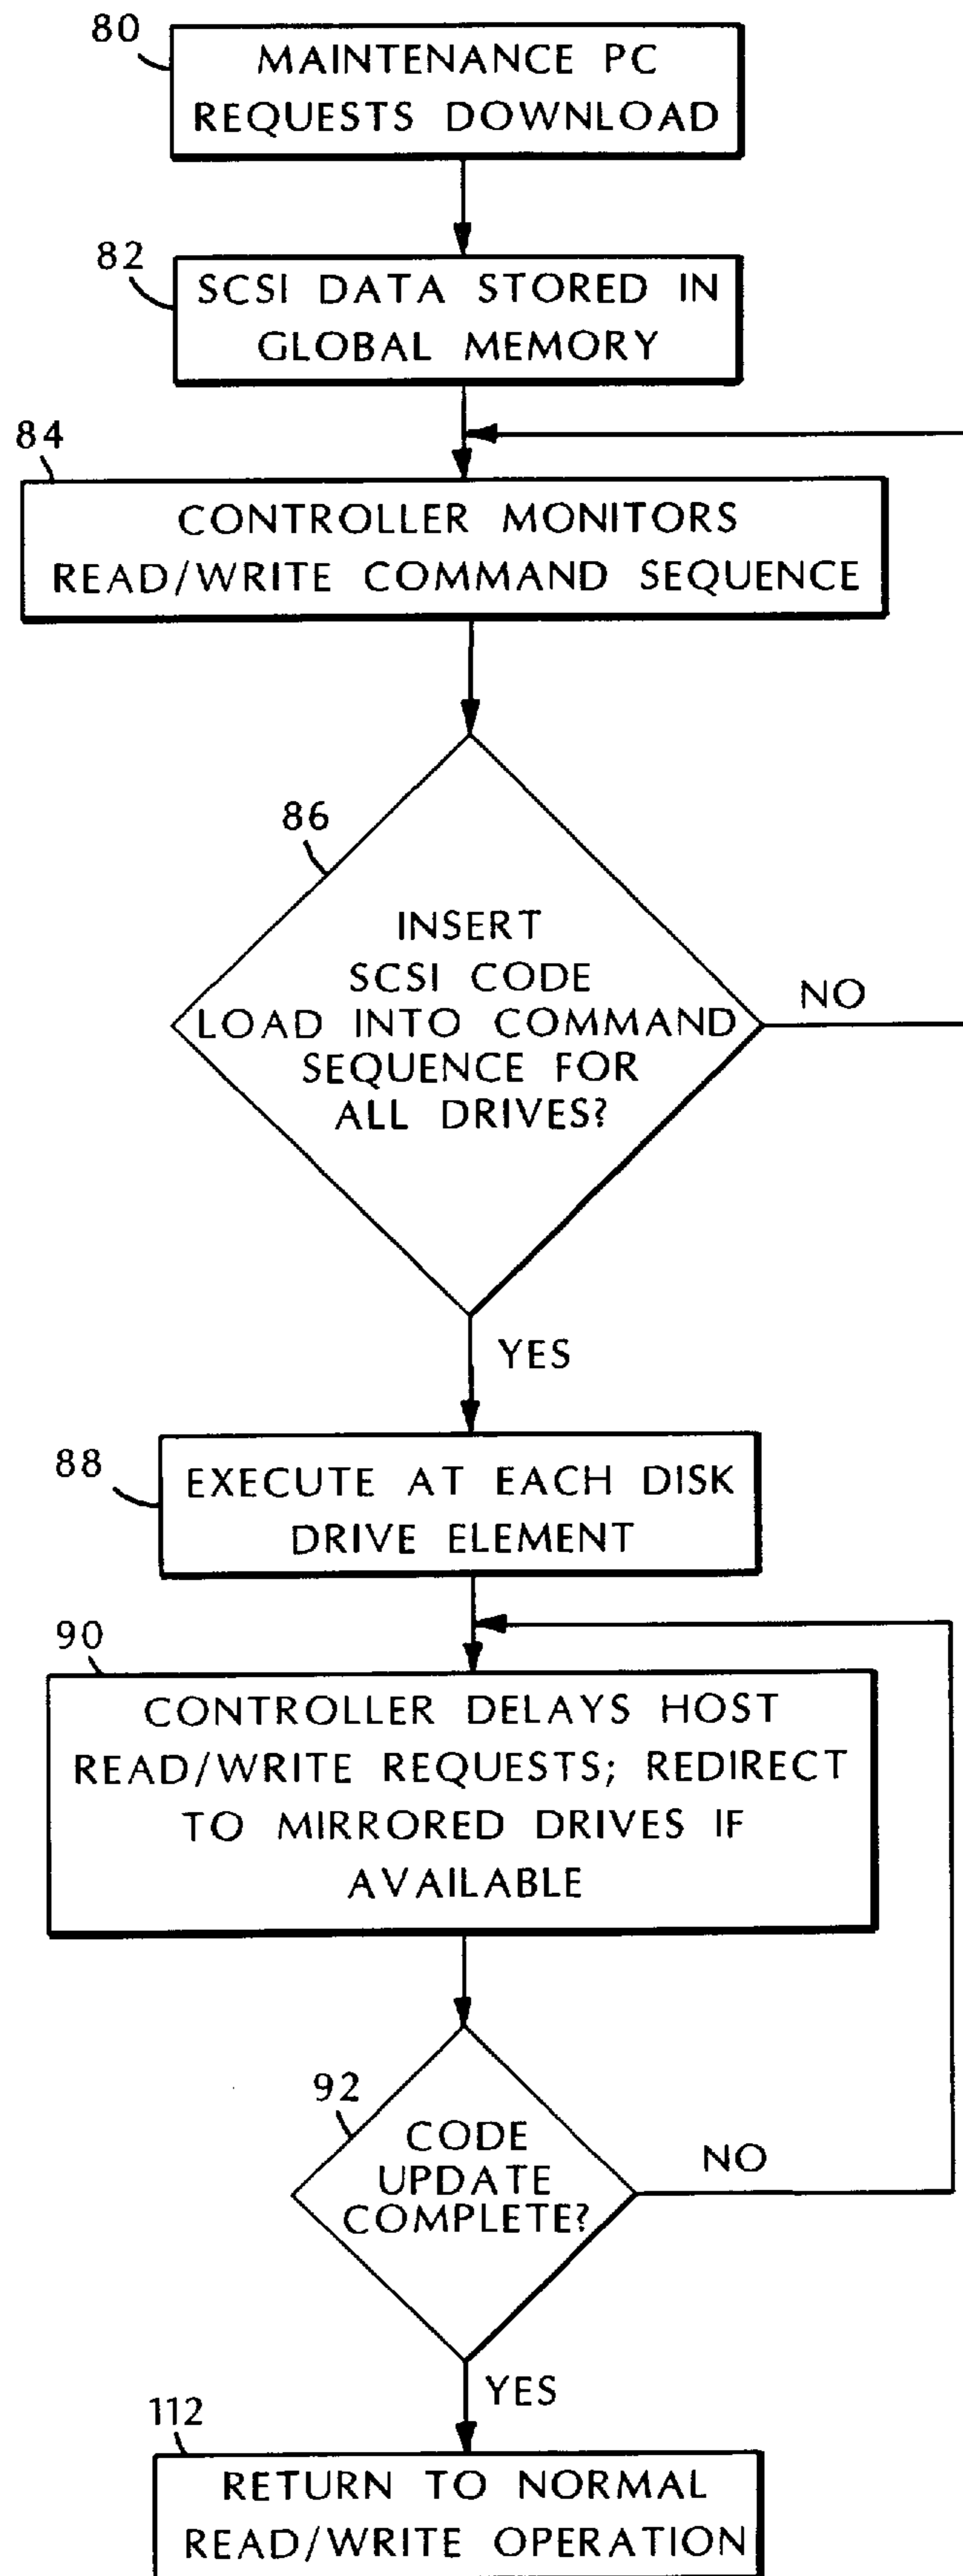 80
MAINTENANCE PC
REQUESTS DOWNLOAD
82
SCSI DATA STORED IN
GLOBAL MEMORY
84
CONTROLLER MONITORS
READ/WRITE COMMAND SEQUENCE
86
INSERT
SCSI CODE
LOAD INTO COMMAND
SEQUENCE FOR
ALL DRIVES?
NO
YES
88
EXECUTE AT EACH DISK
DRIVE ELEMENT
90
CONTROLLER DELAYS HOST
READ/WRITE REQUESTS; REDIRECT
TO MIRRORED DRIVES IF
AVAILABLE
92
CODE
UPDATE
COMPLETE?
NO
YES
112
RETURN TO NORMAL
READ/WRITE OPERATION